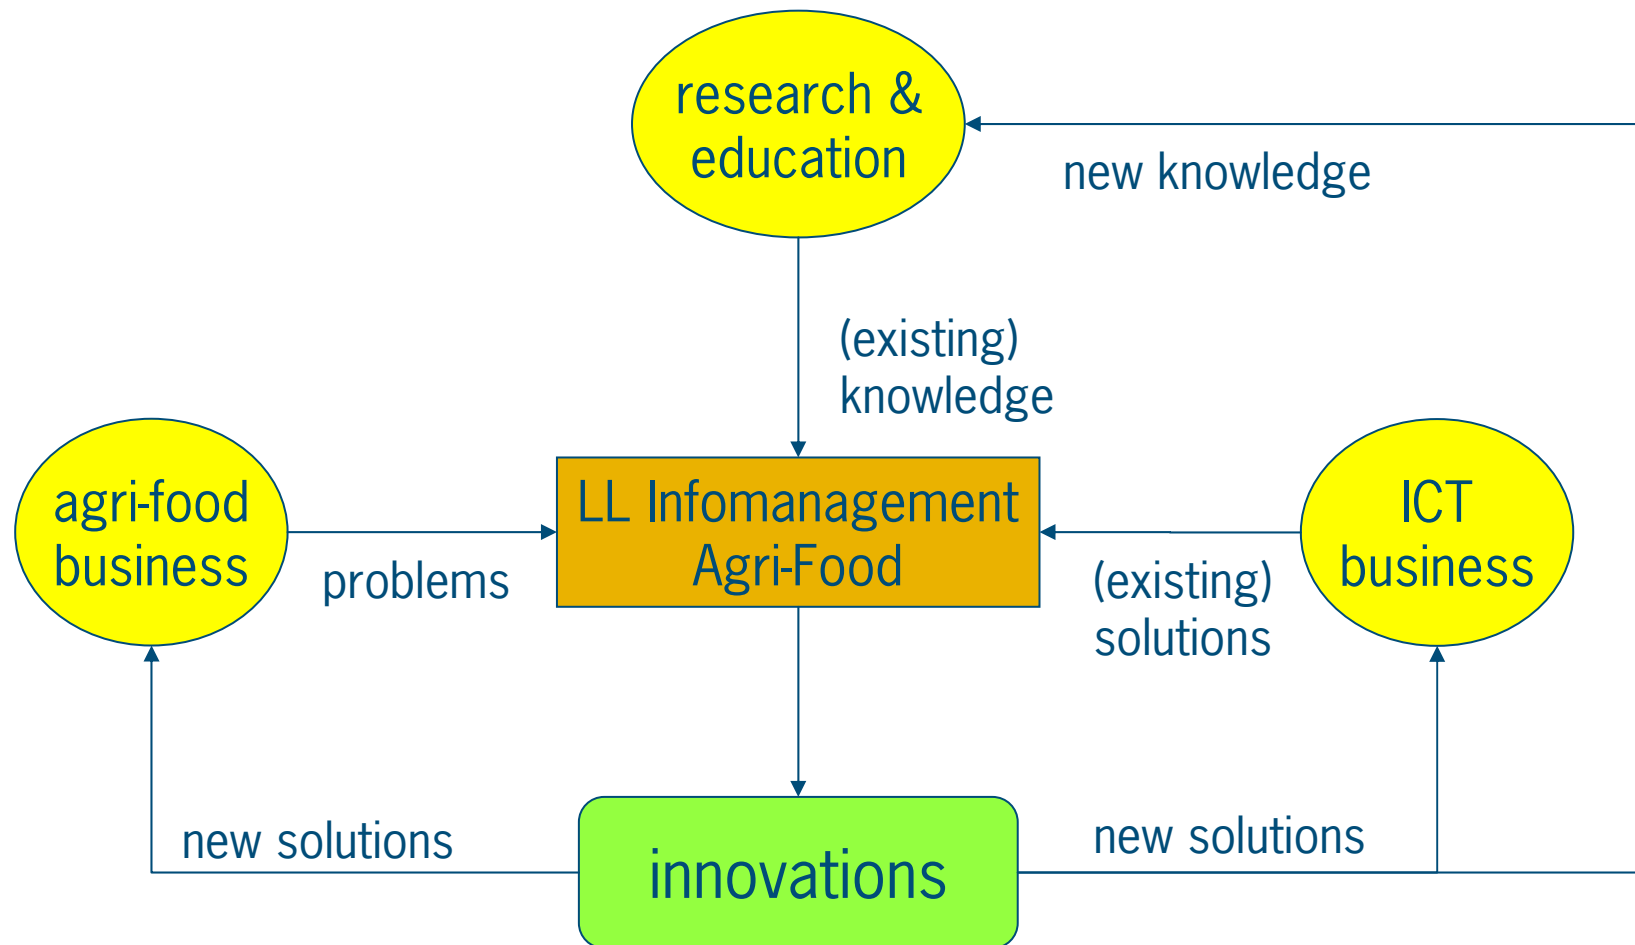 research &
education
new knowledge
(existing)
knowledge
agri-food
business
problems
LL Infomanagement
Agri-Food
(existing)
solutions
ICT
business
new solutions
innovations
new solutions